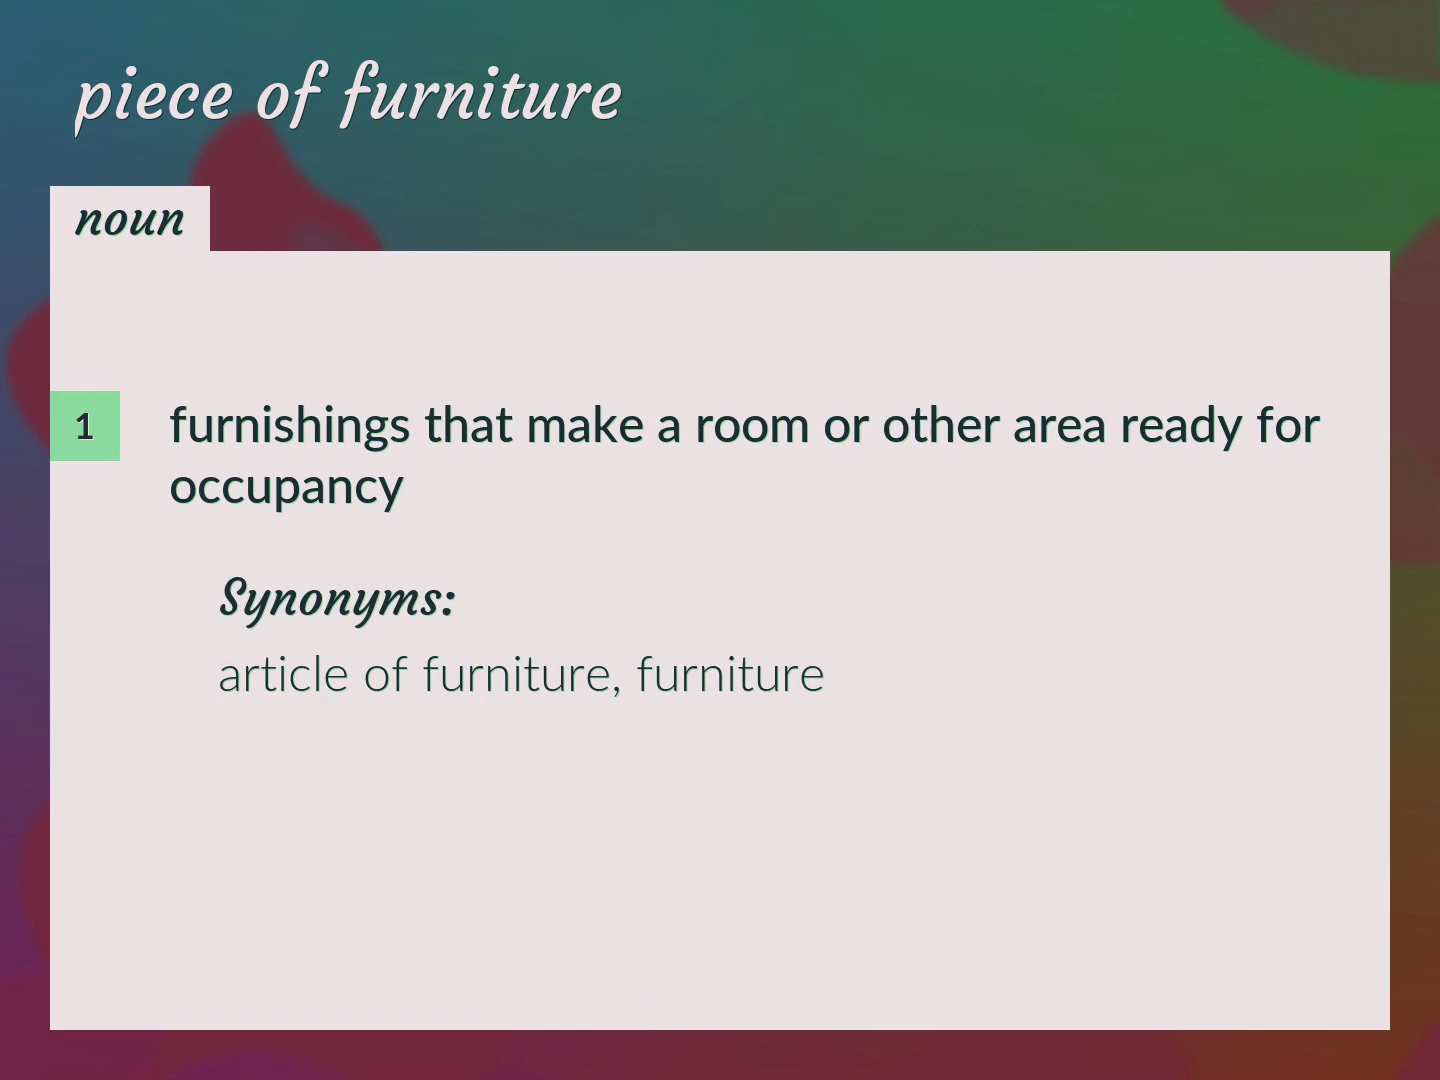 piece of furniture
noun
1
furnishings that make a room or other area ready for
occupancy
Synonyms:
article of furniture, furniture